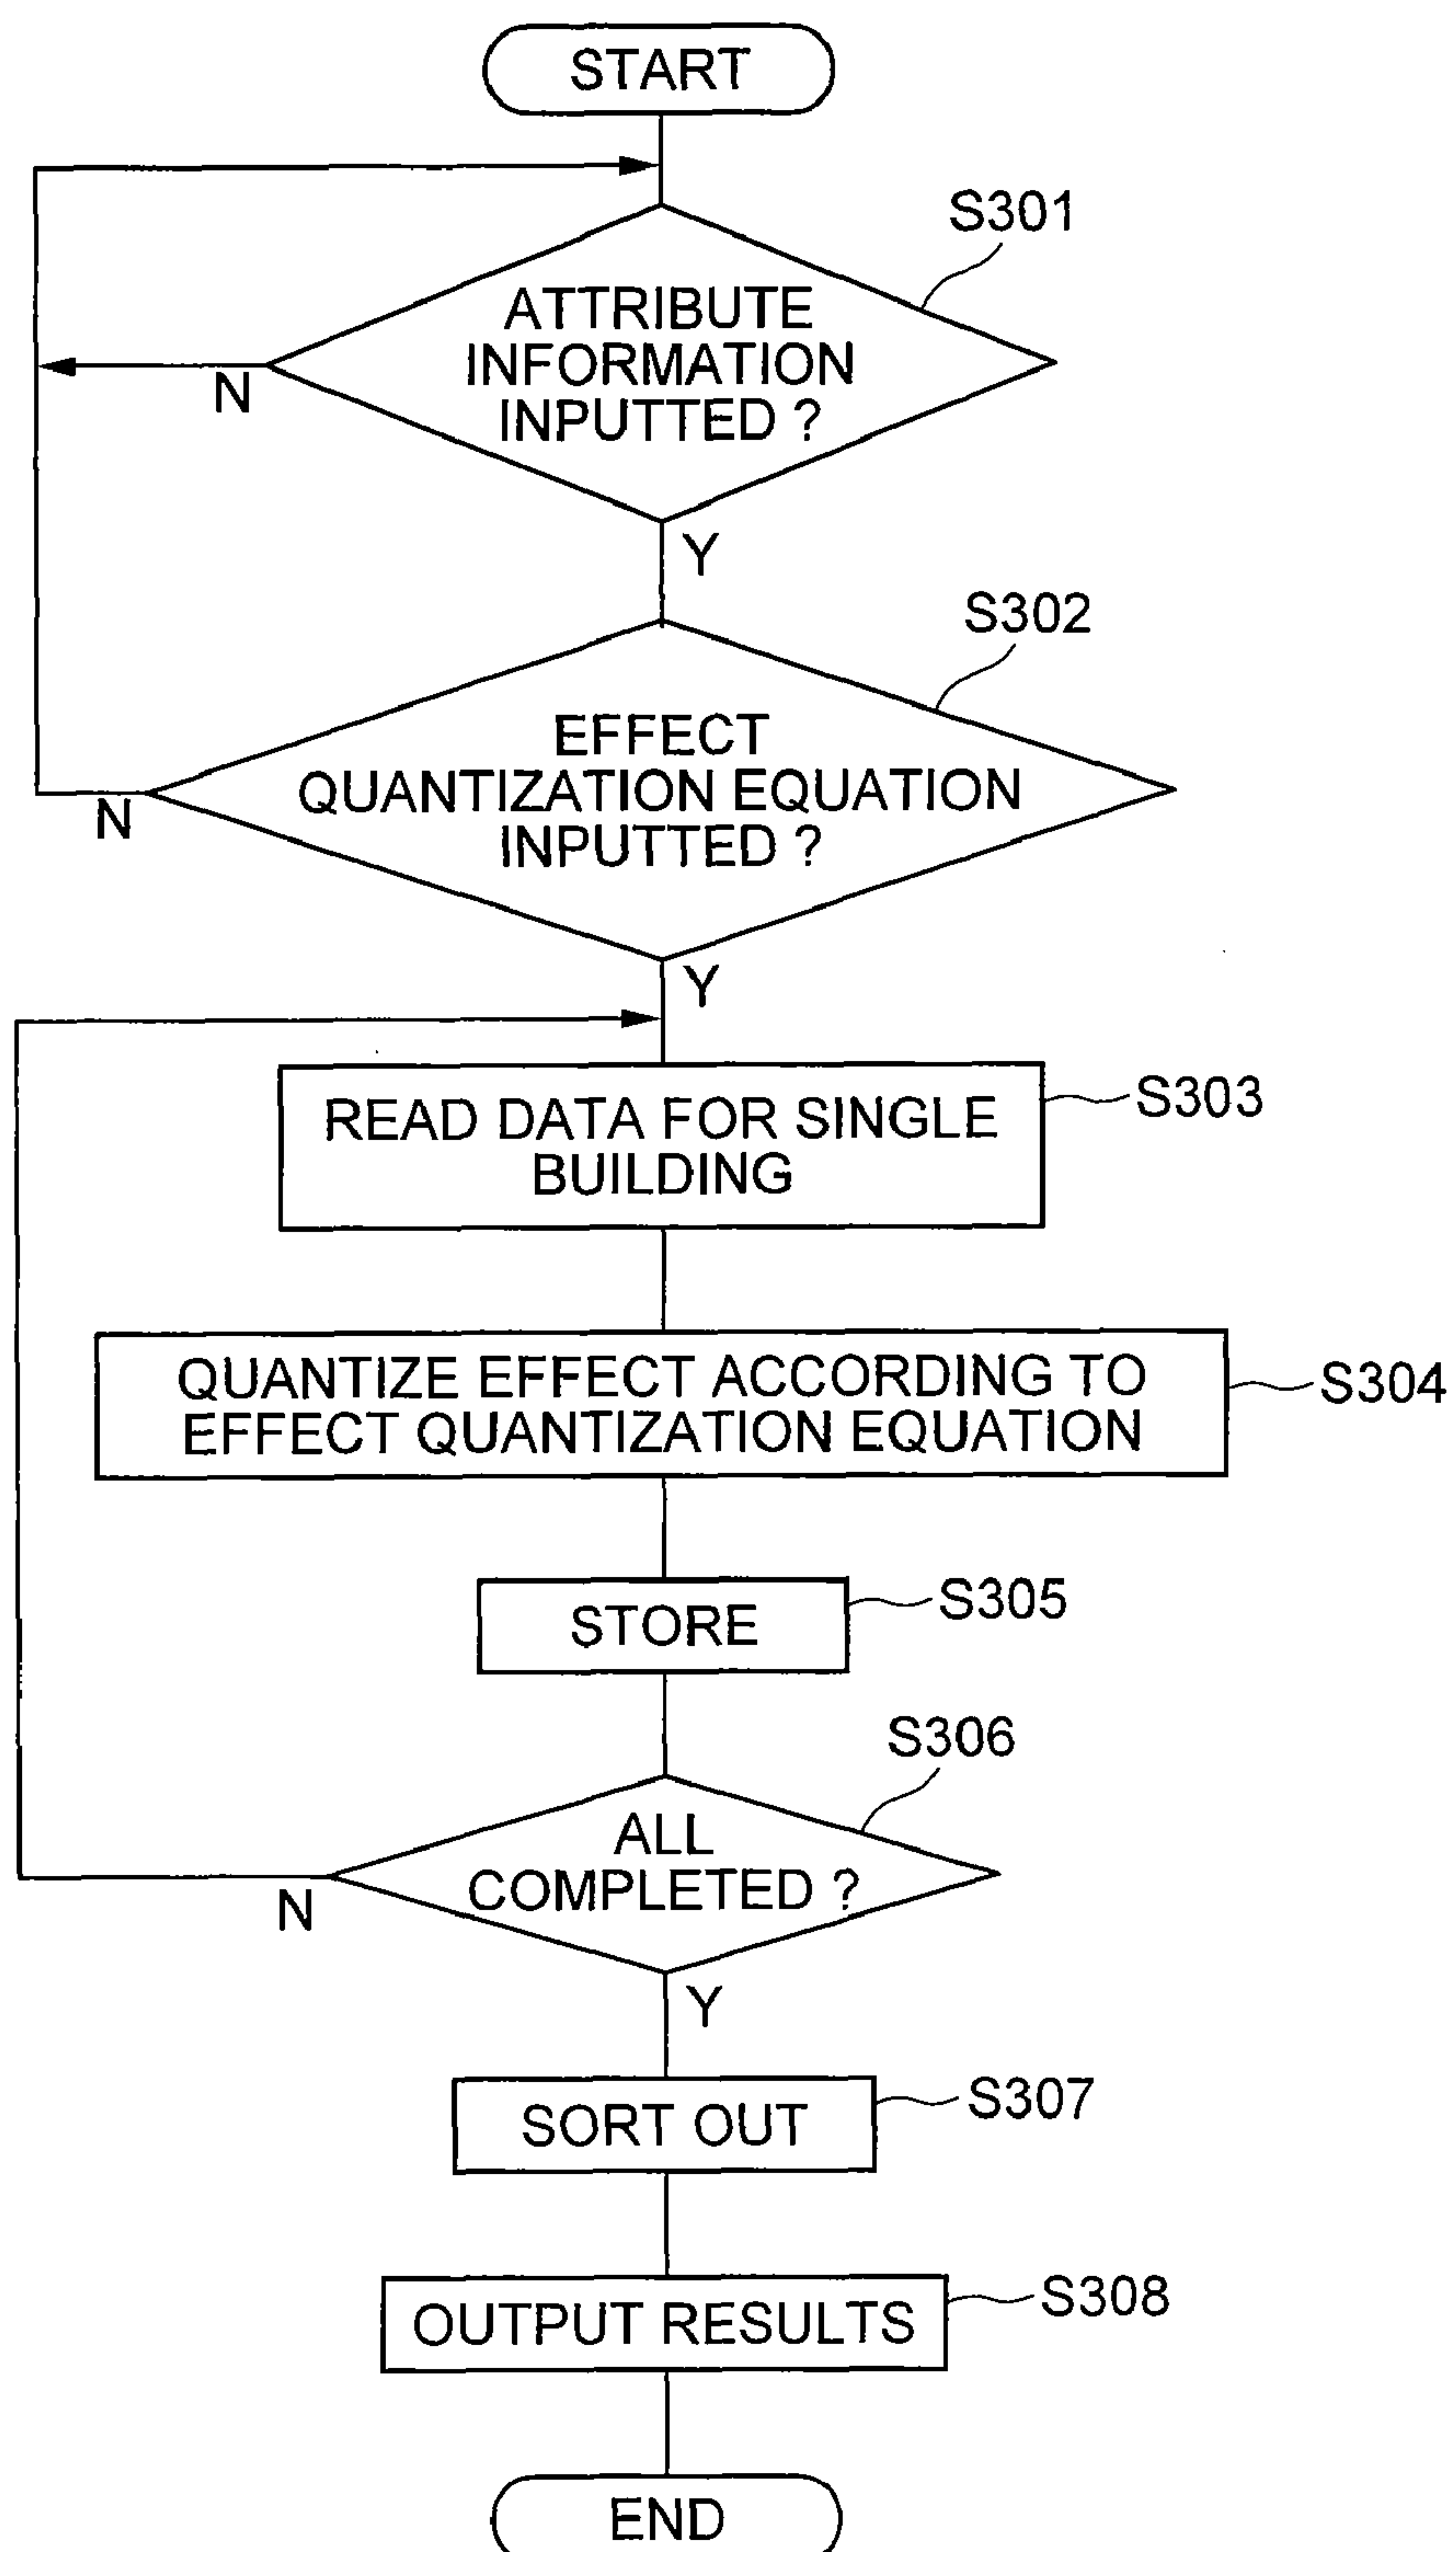 START
S301
ATTRIBUTE
INFORMATION
INPUTTED ?
N
Y
S302
EFFECT
QUANTIZATION EQUATION
INPUTTED ?
N
Y
READ DATA FOR SINGLE
BUILDING
S303
QUANTIZE EFFECT ACCORDING TO
EFFECT QUANTIZATION EQUATION
S304
STORE
S305
S306
ALL
COMPLETED ?
N
Y
SORT OUT
S307
OUTPUT RESULTS
S308
END